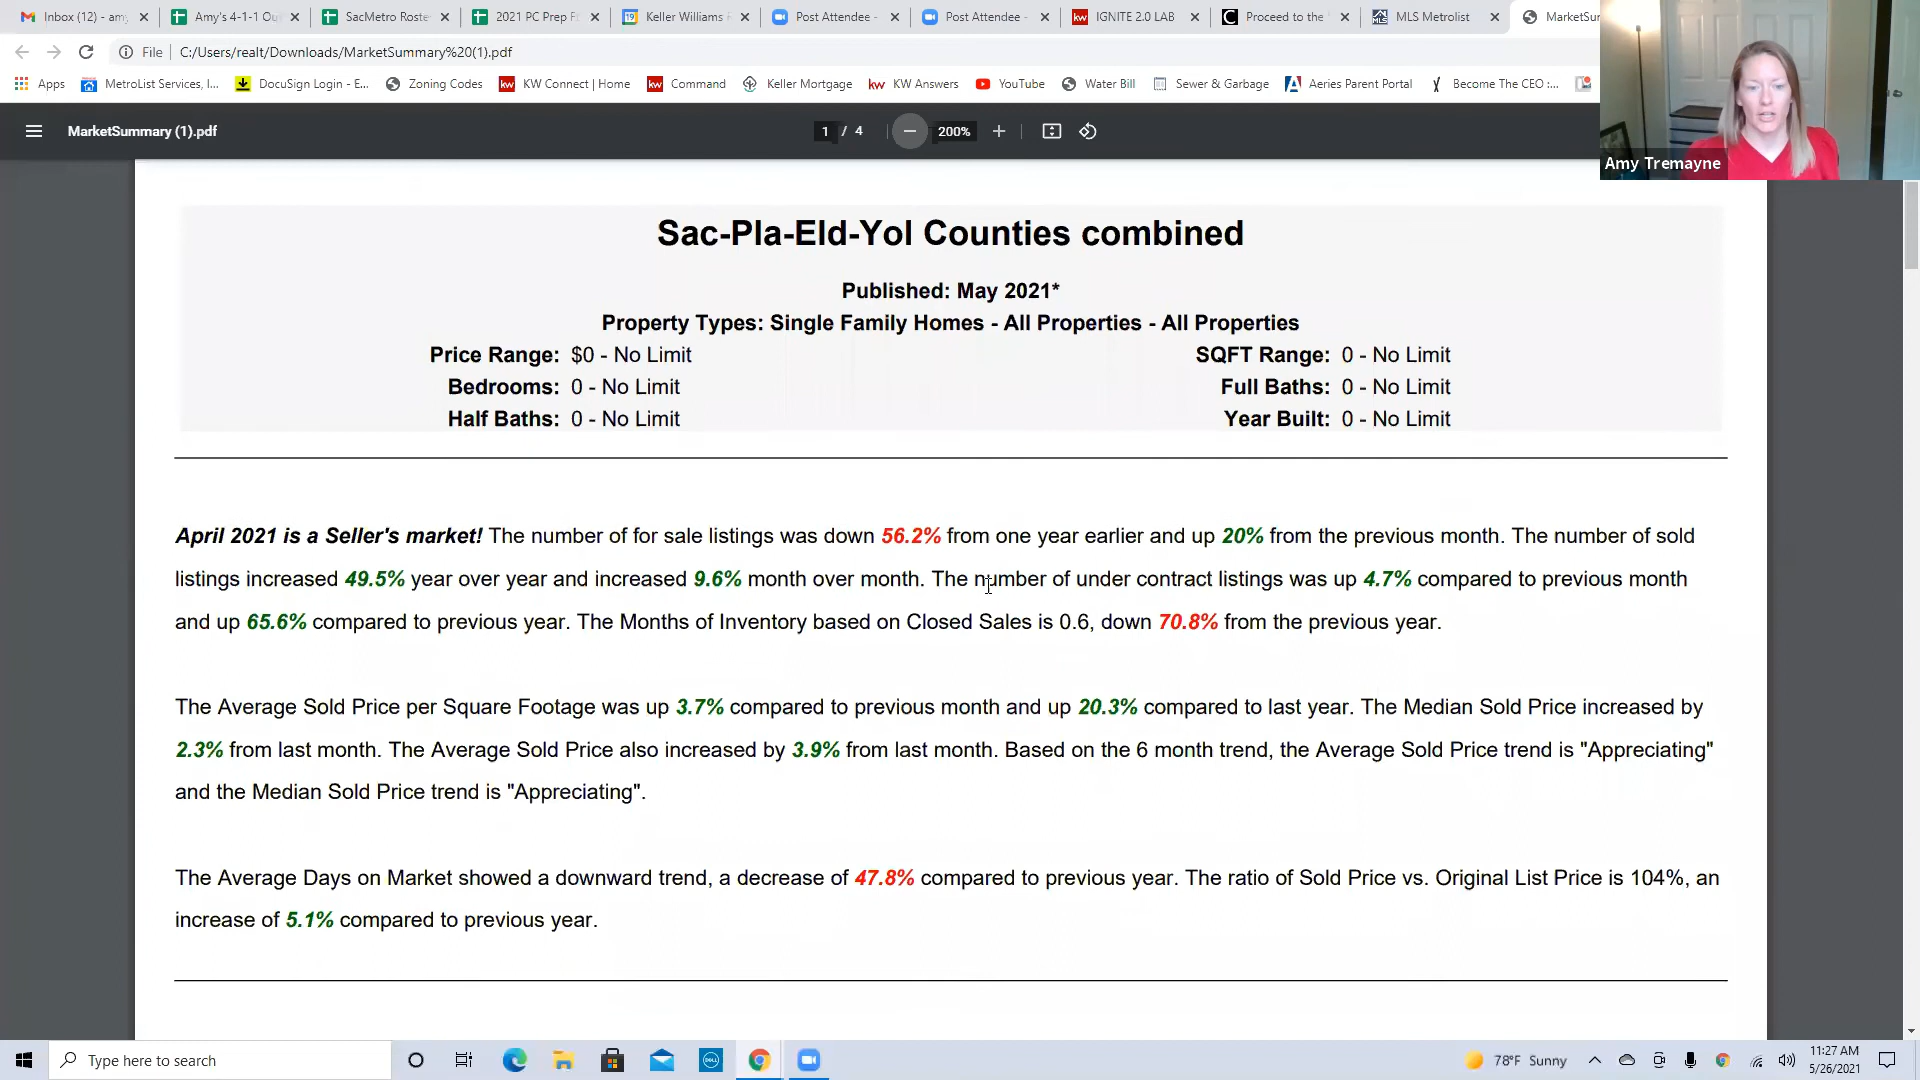 Inbox (12) - am
Amy's 4-1-1 Ou
SacMetro Roste
2021 PC Prep F
Keller Williams
Post Attendee -
Post Attendee -
IGNITE 2.0 LAB
Proceed to the
MLS Metrolist
MarketSu
File C:/Users/realt/Downloads/MarketSummary%20(1).pdf
Apps
MetroList Services, I...
DocuSign Login - E...
Zoning Codes
KW Connect | Home
Command
Keller Mortgage
KW Answers
YouTube
Water Bill
Sewer & Garbage
Aeries Parent Portal
Become The CEO :...
MarketSummary (1).pdf
1 / 4
200%
Amy Tremayne
Sac-Pla-Eld-Yol Counties combined
Published: May 2021*
Property Types: Single Family Homes - All Properties - All Properties
Price Range: $0 - No Limit SQFT Range: 0 - No Limit
Bedrooms: 0 - No Limit Full Baths: 0 - No Limit
Half Baths: 0 - No Limit Year Built: 0 - No Limit
April 2021 is a Seller's market! The number of for sale listings was down 56.2% from one year earlier and up 20% from the previous month. The number of sold
listings increased 49.5% year over year and increased 9.6% month over month. The number of under contract listings was up 4.7% compared to previous month
and up 65.6% compared to previous year. The Months of Inventory based on Closed Sales is 0.6, down 70.8% from the previous year.
The Average Sold Price per Square Footage was up 3.7% compared to previous month and up 20.3% compared to last year. The Median Sold Price increased by
2.3% from last month. The Average Sold Price also increased by 3.9% from last month. Based on the 6 month trend, the Average Sold Price trend is "Appreciating"
and the Median Sold Price trend is "Appreciating".
The Average Days on Market showed a downward trend, a decrease of 47.8% compared to previous year. The ratio of Sold Price vs. Original List Price is 104%, an
increase of 5.1% compared to previous year.
Type here to search
78°F Sunny
11:27 AM
5/26/2021